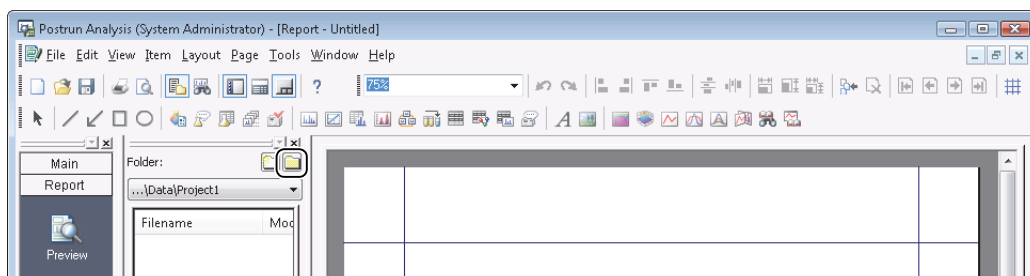 Postrun Analysis (System Administrator) - [Report - Untitled]
File Edit View Item Layout Page Tools Window Help
? 75%
A
Main
Report
Preview
Folder:
...\Data\Project1
Filename Mod